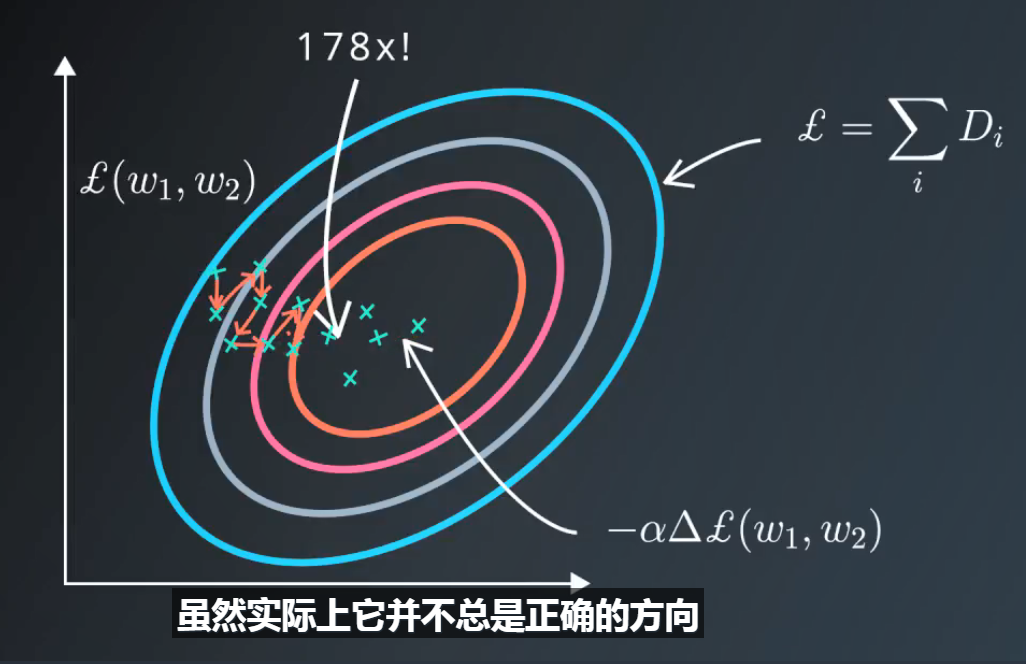 178x!
£ = ∑ᵢ Dᵢ
£(w₁, w₂)
−αΔ£(w₁, w₂)
虽然实际上它并不总是正确的方向